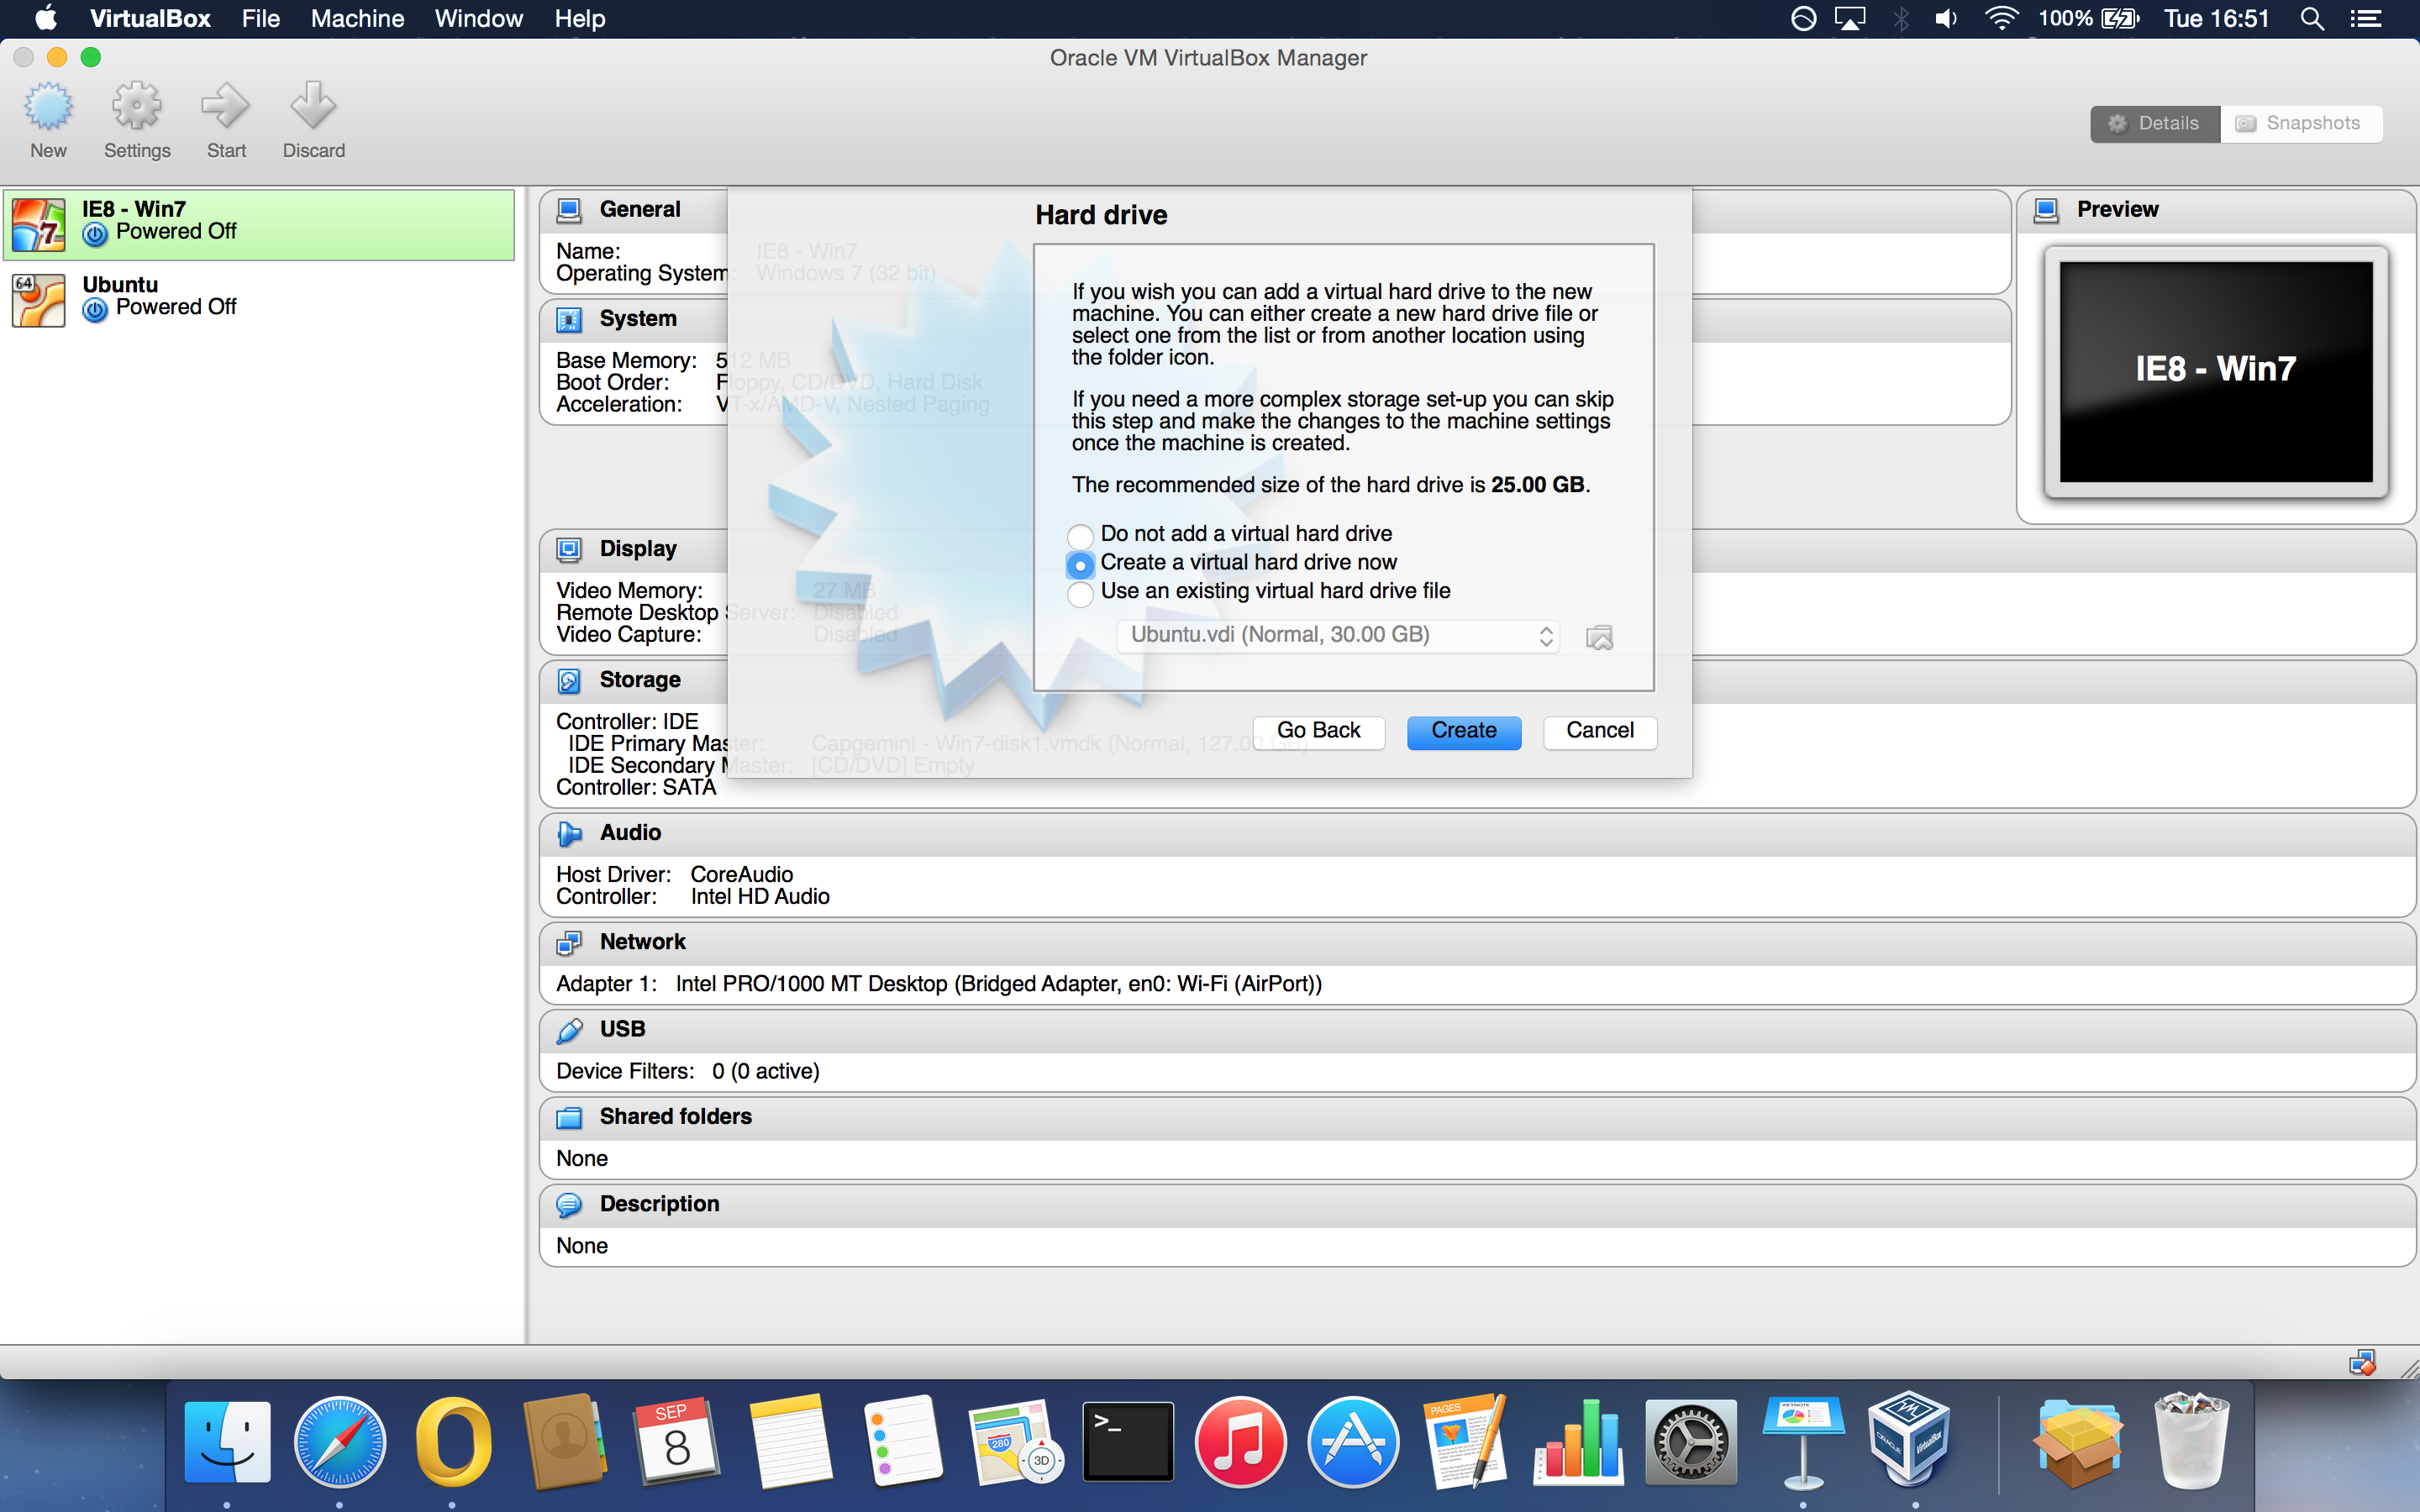 VirtualBox File Machine Window Help 100% Tue 16:51
Oracle VM VirtualBox Manager
New Settings Start Discard
Details Snapshots
IE8 - Win7
Powered Off
64
Ubuntu
Powered Off
General
Name: IE8 - Win7
Operating System: Windows 7 (32 bit)
System
Base Memory: 512 MB
Boot Order: Floppy, CD/DVD, Hard Disk
Acceleration: VT-x/AMD-V, Nested Paging
Preview
IE8 - Win7
Display
Video Memory: 27 MB
Remote Desktop Server: Disabled
Video Capture: Disabled
Storage
Controller: IDE
IDE Primary Master: Capgemini - Win7-disk1.vmdk (Normal, 127.00 GB)
IDE Secondary Master: [CD/DVD] Empty
Controller: SATA
Hard drive
If you wish you can add a virtual hard drive to the new
machine. You can either create a new hard drive file or
select one from the list or from another location using
the folder icon.
If you need a more complex storage set-up you can skip
this step and make the changes to the machine settings
once the machine is created.
The recommended size of the hard drive is 25.00 GB.
Do not add a virtual hard drive
Create a virtual hard drive now
Use an existing virtual hard drive file
Ubuntu.vdi (Normal, 30.00 GB)
Go Back Create Cancel
Audio
Host Driver: CoreAudio
Controller: Intel HD Audio
Network
Adapter 1: Intel PRO/1000 MT Desktop (Bridged Adapter, en0: Wi-Fi (AirPort))
USB
Device Filters: 0 (0 active)
Shared folders
None
Description
None
SEP
8
280
3D
>_
PAGES
KEYNOTE
ORACLE
VirtualBox